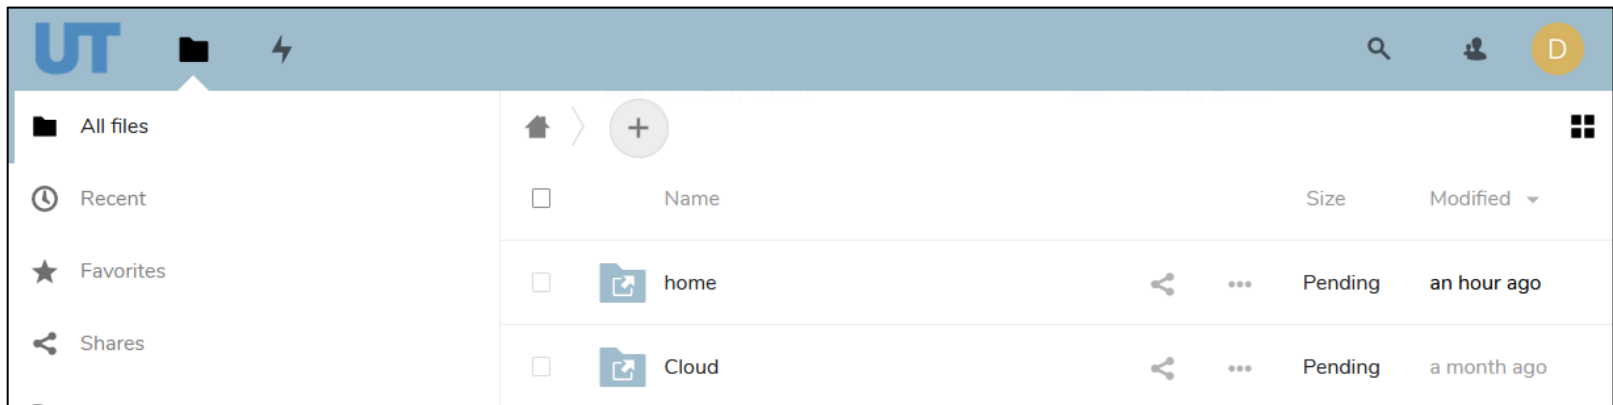 UT
D
All files
Recent
Favorites
Shares
Name Size Modified
home Pending an hour ago
Cloud Pending a month ago